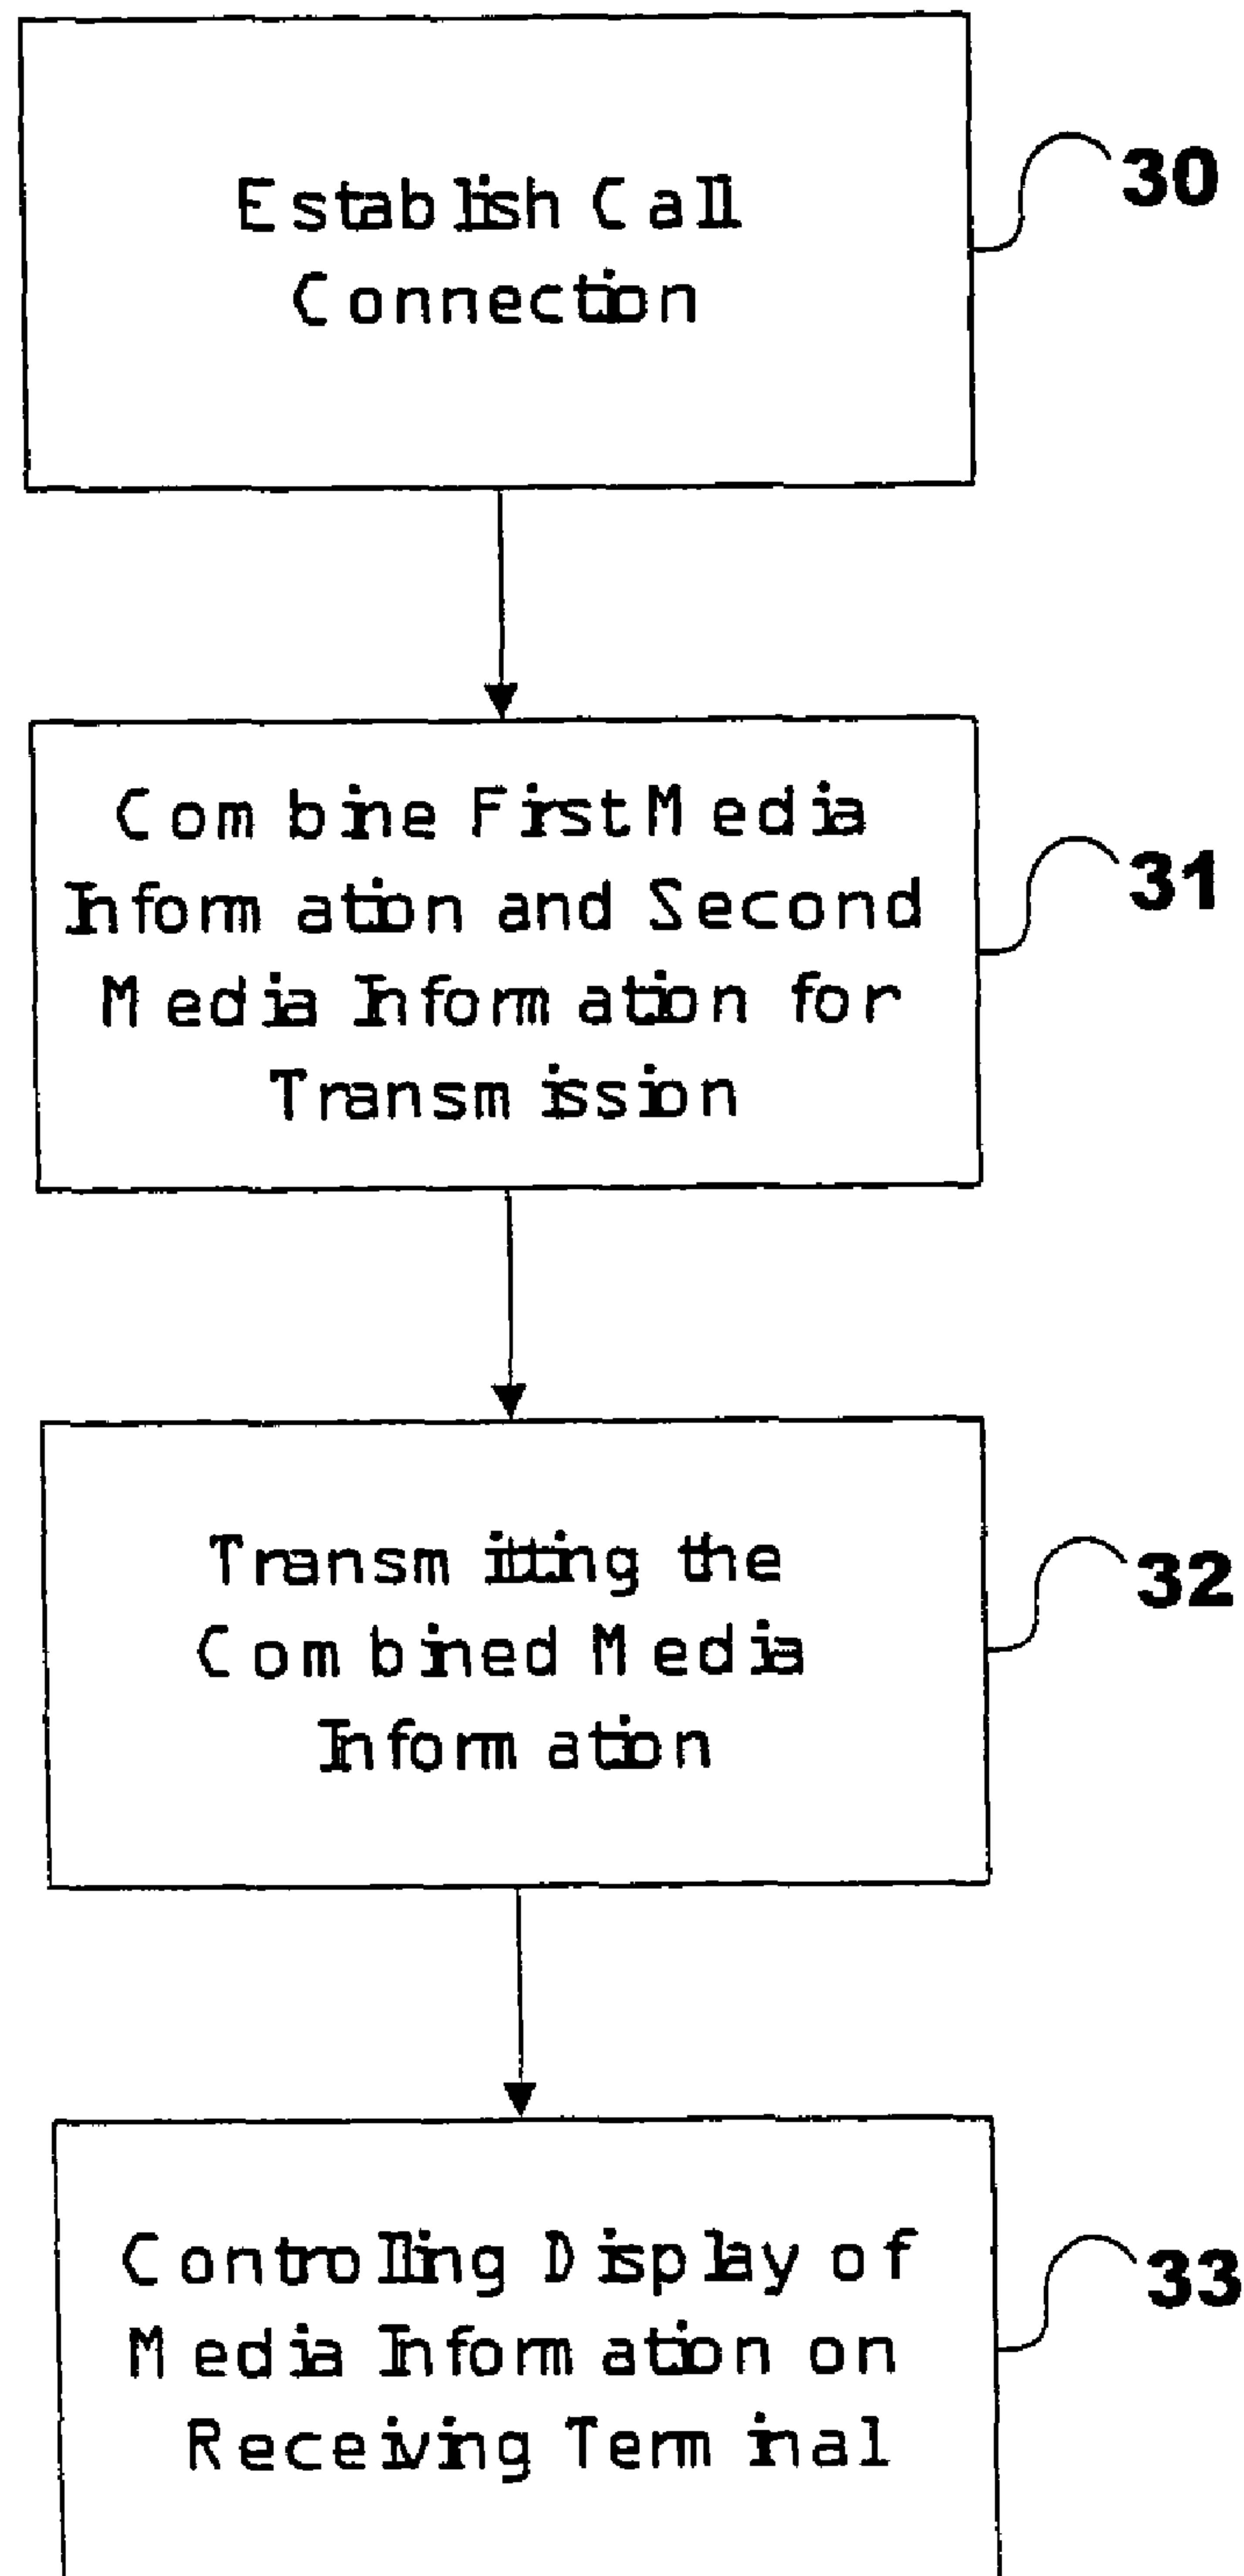 Establish Call
Connection
30
Combine First Media
Information and Second
Media Information for
Transmission
31
Transmitting the
Combined Media
Information
32
Controlling Display of
Media Information on
Receiving Terminal
33